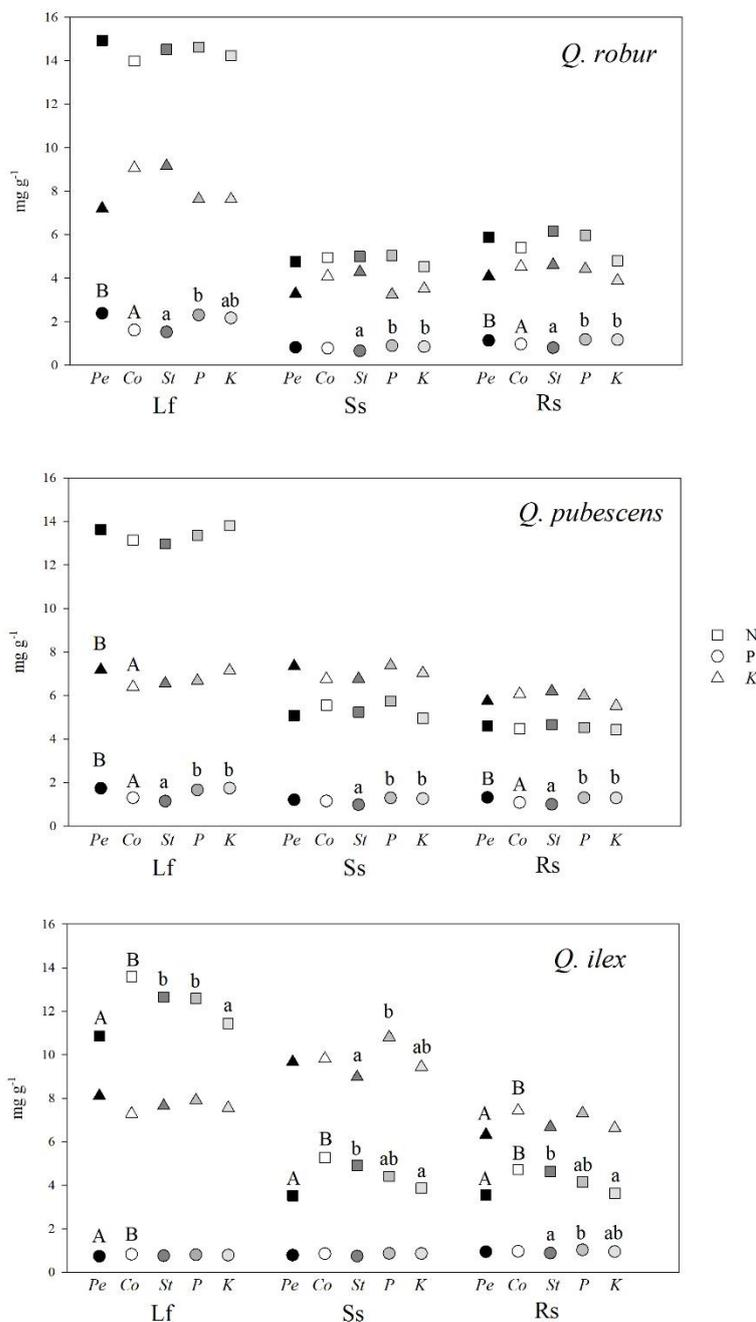 16
14
12
10
8
6
4
2
0
mg g-1
Q. robur
B A a b ab
a b b
B A a b b
Pe Co St P K Pe Co St P K Pe Co St P K
Lf Ss Rs
16
14
12
10
8
6
4
2
0
mg g-1
Q. pubescens
B A
B A a b b
a b b
B A a b b
Pe Co St P K Pe Co St P K Pe Co St P K
Lf Ss Rs
N
P
K
16
14
12
10
8
6
4
2
0
mg g-1
Q. ilex
A B b b a
A B
a b ab
A B b ab a
A B
A B b ab a
a b ab
Pe Co St P K Pe Co St P K Pe Co St P K
Lf Ss Rs